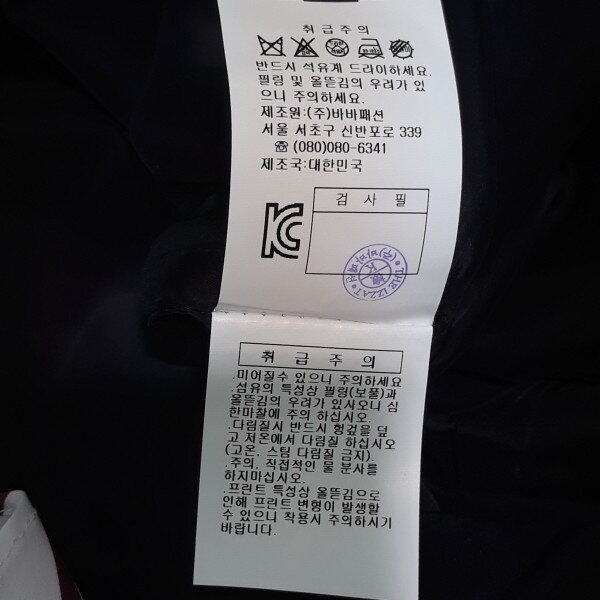 취급주의
반드시 석유계 드라이하세요.
필링 및 올뜯김의 우려가 있
으니 주의하세요.
제조원:(주)바바패션
서울 서초구 신반포로 339
☏ (080)080-6341
제조국:대한민국
검 사 필
(주)바바패션
THE IZZAT
취 급 주 의
.미어질수 있으니 주의하세요
.섬유의 특성상 필링(보풀)과
올뜯김의 우려가 있사오니 심
한마찰에 주의 하십시오.
.다림질시 반드시 헝겊을 덮
고 저온에서 다림질 하십시오
(고온, 스팀 다림질 금지).
.주의, 직접적인 물 분사를
하지마십시오.
.프린트 특성상 올뜯김으로
인해 프린트 변형이 발생할
수 있으니 착용시 주의하시기
바랍니다.